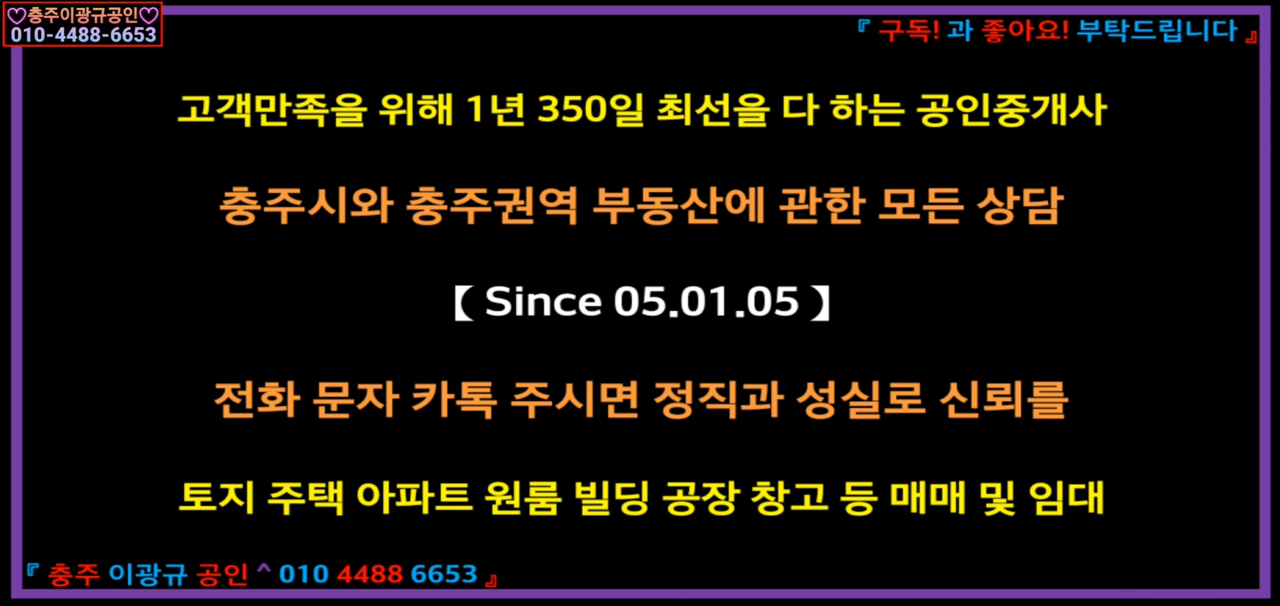 ♡충주이광규공인♡
010-4488-6653
『 구독! 과 좋아요! 부탁드립니다 』
고객만족을 위해 1년 350일 최선을 다 하는 공인중개사
충주시와 충주권역 부동산에 관한 모든 상담
【 Since 05.01.05 】
전화 문자 카톡 주시면 정직과 성실로 신뢰를
토지 주택 아파트 원룸 빌딩 공장 창고 등 매매 및 임대
『 충주 이광규 공인 ^ 010 4488 6653 』